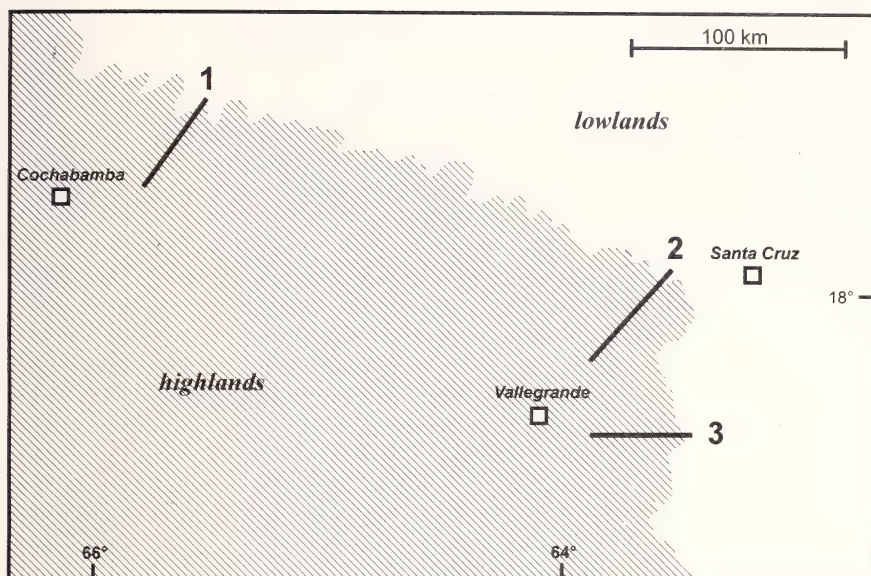 100 km
1
lowlands
Cochabamba
2
Santa Cruz
18°
highlands
Vallegrande
3
66°
64°